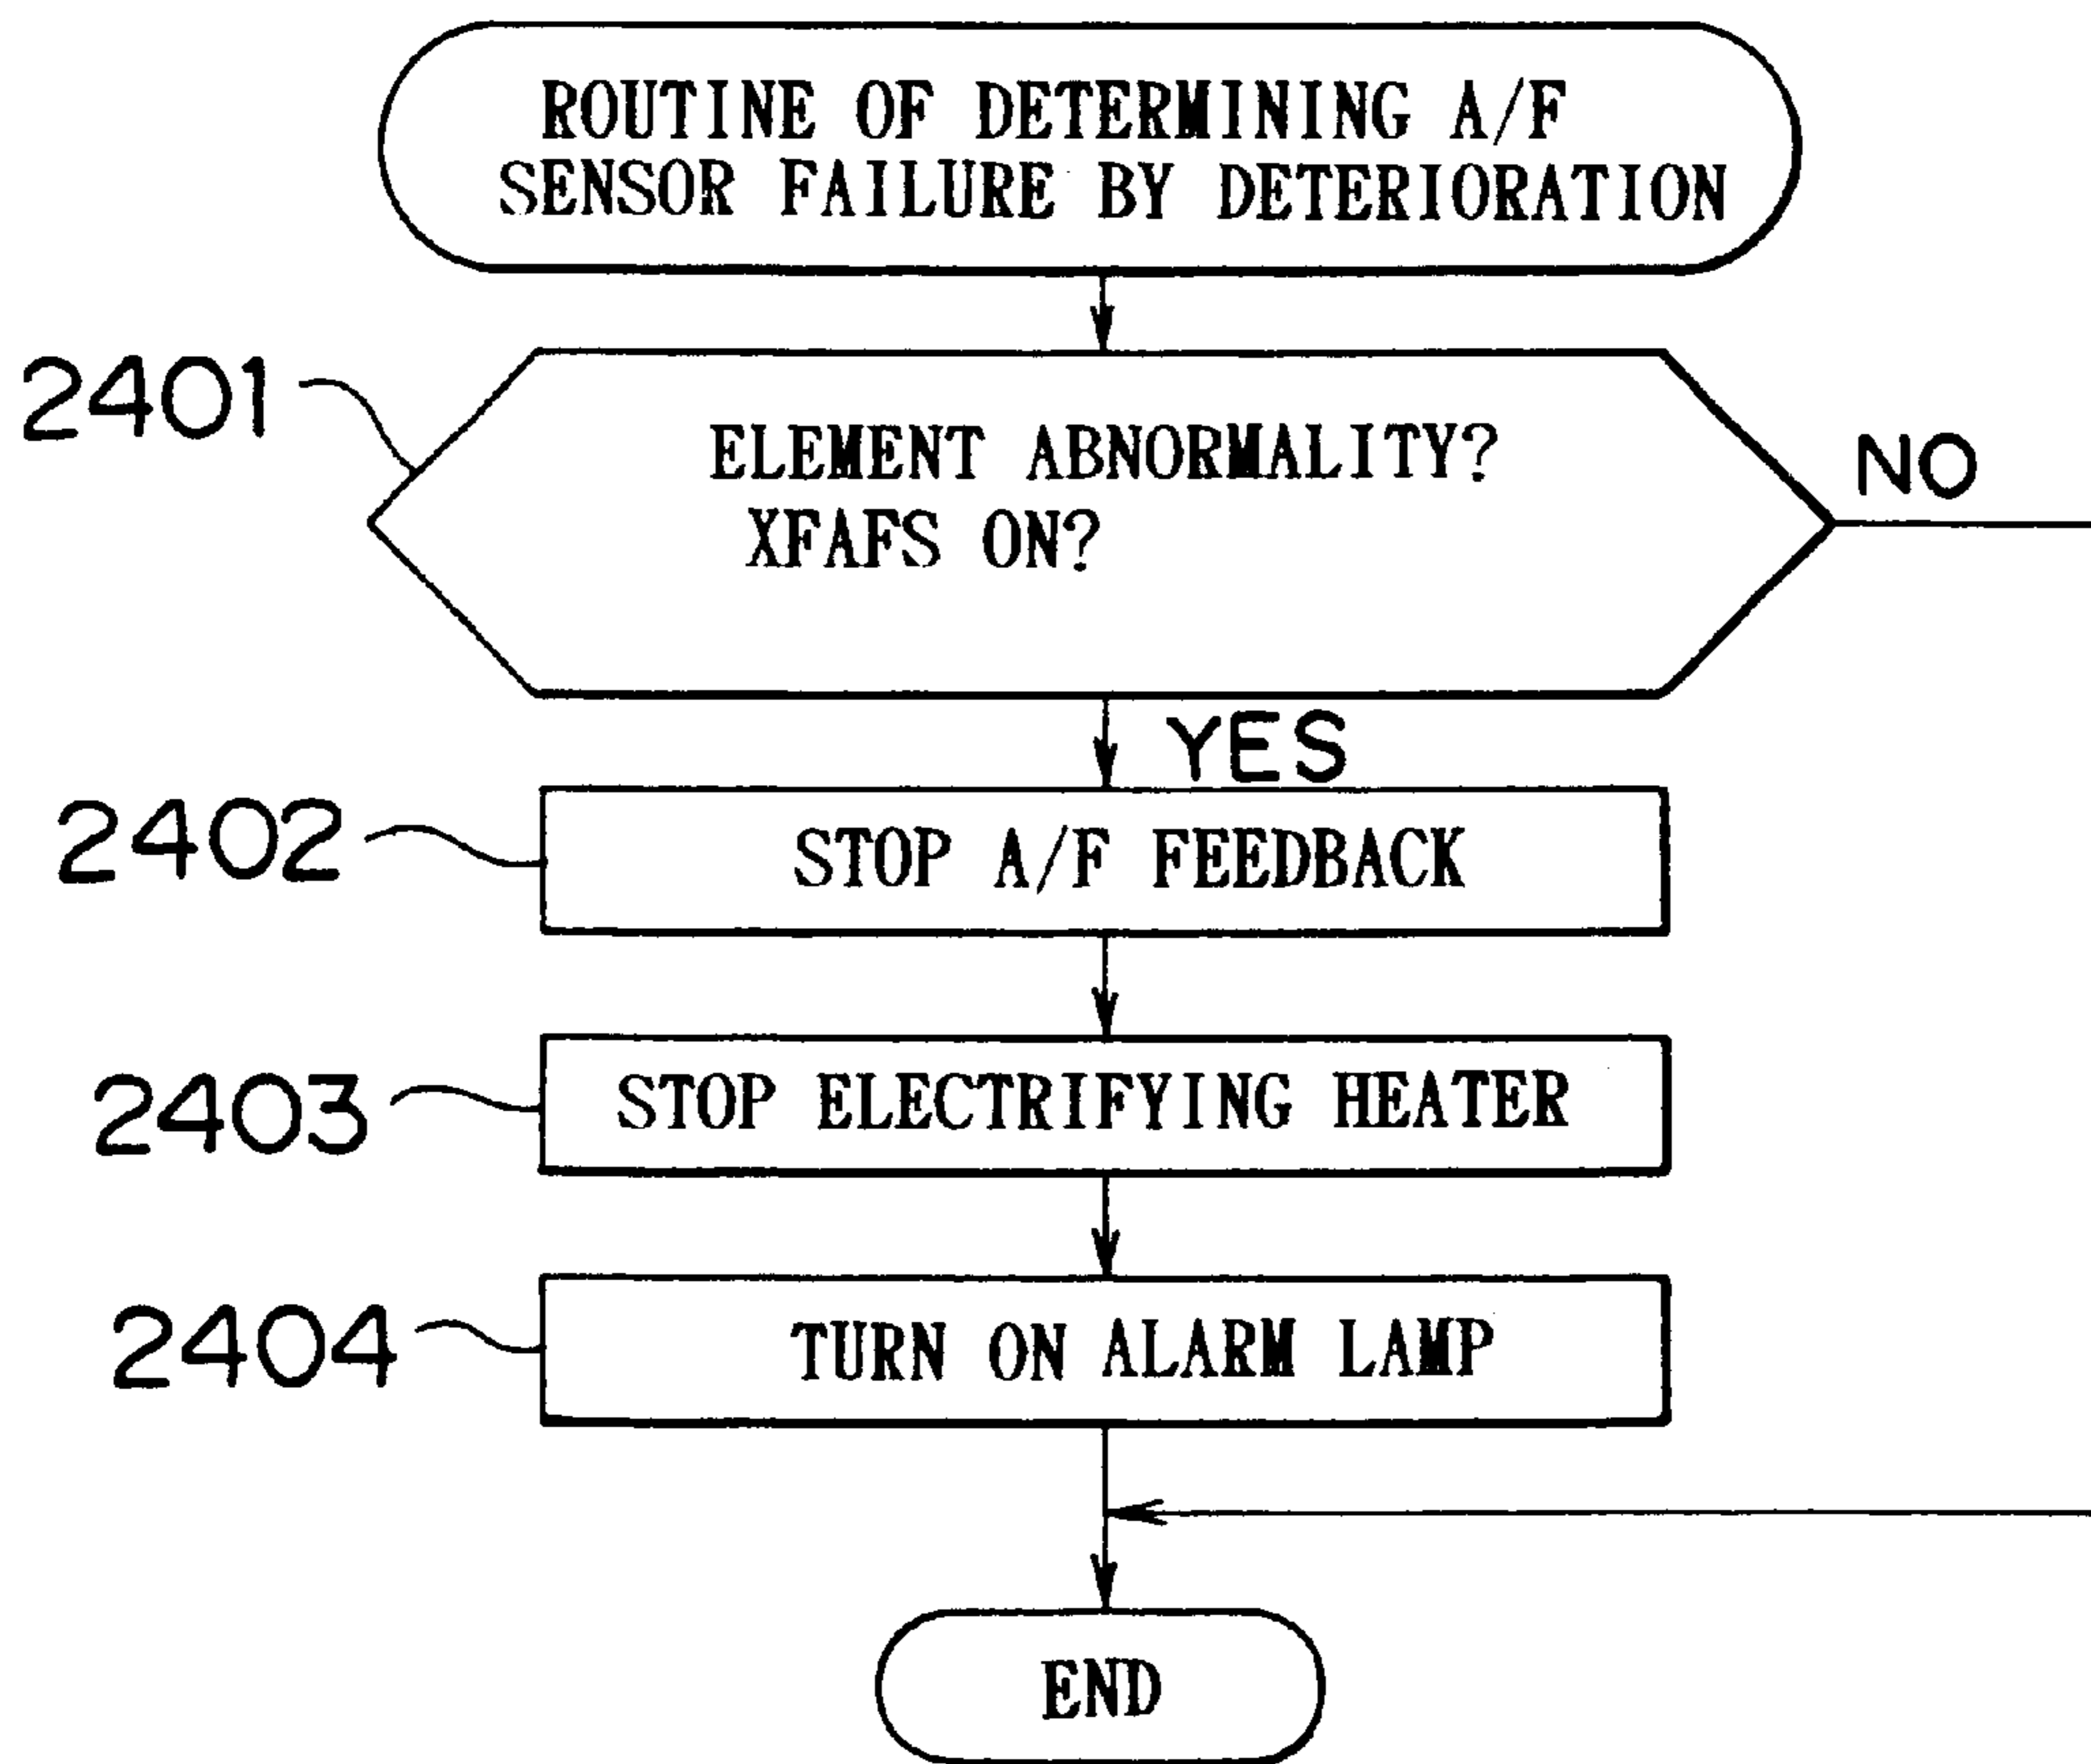 ROUTINE OF DETERMINING A/F
SENSOR FAILURE BY DETERIORATION
2401
ELEMENT ABNORMALITY?
XFAFS ON?
NO
YES
2402
STOP A/F FEEDBACK
2403
STOP ELECTRIFYING HEATER
2404
TURN ON ALARM LAMP
END